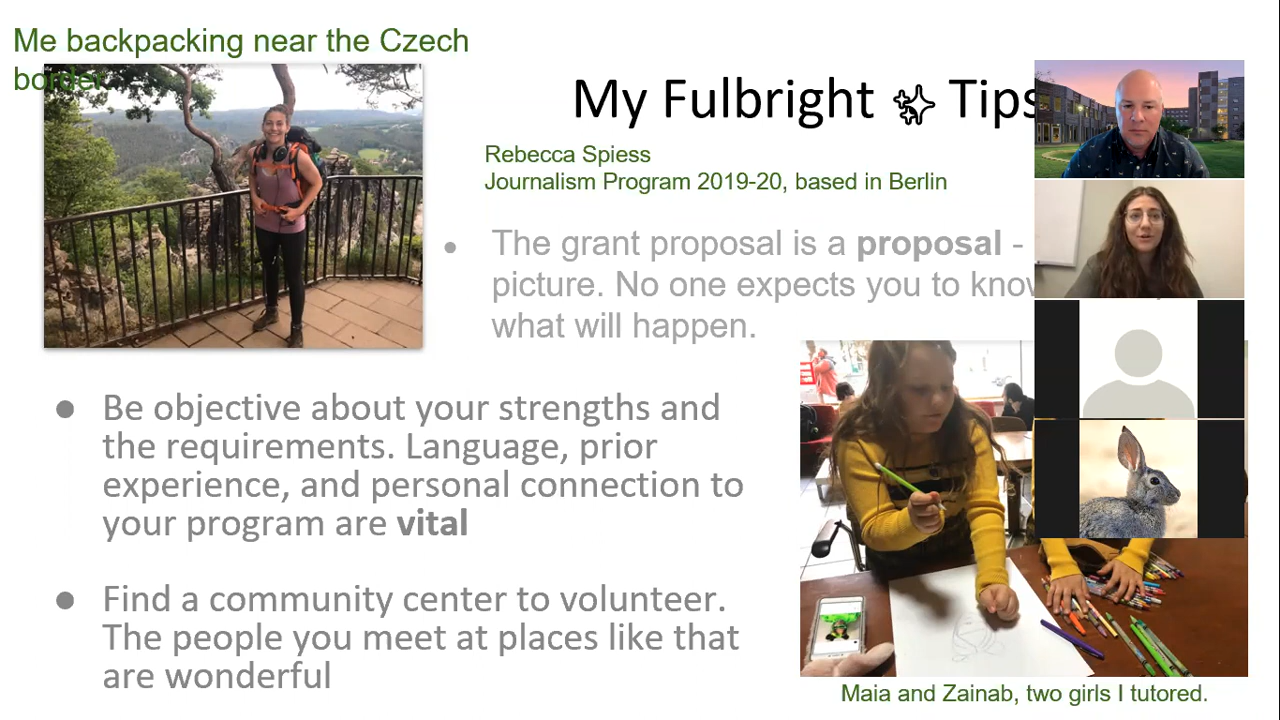 Me backpacking near the Czech
border
My Fulbright Tips
Rebecca Spiess
Journalism Program 2019-20, based in Berlin
• The grant proposal is a proposal -
picture. No one expects you to know
what will happen.
● Be objective about your strengths and
the requirements. Language, prior
experience, and personal connection to
your program are vital
● Find a community center to volunteer.
The people you meet at places like that
are wonderful
Maia and Zainab, two girls I tutored.